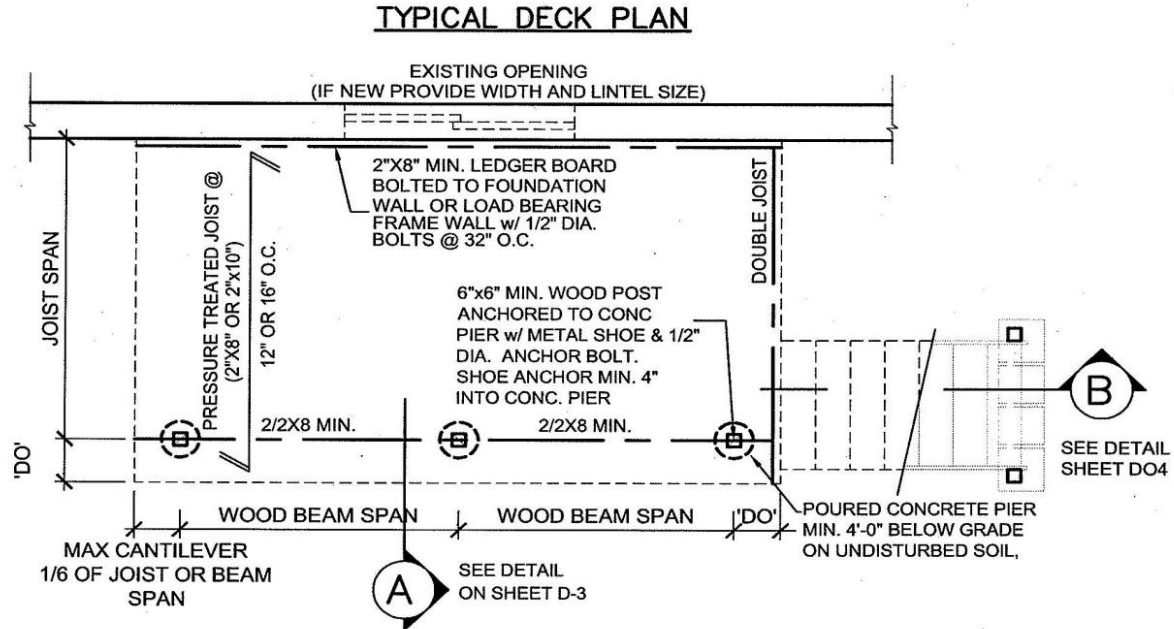 TYPICAL DECK PLAN
EXISTING OPENING
(IF NEW PROVIDE WIDTH AND LINTEL SIZE)
2"X8" MIN. LEDGER BOARD
BOLTED TO FOUNDATION
WALL OR LOAD BEARING
FRAME WALL w/ 1/2" DIA.
BOLTS @ 32" O.C.
DOUBLE JOIST
JOIST SPAN
PRESSURE TREATED JOIST @
(2"X8" OR 2"x10")
12" OR 16" O.C.
6"x6" MIN. WOOD POST
ANCHORED TO CONC
PIER w/ METAL SHOE & 1/2"
DIA. ANCHOR BOLT.
SHOE ANCHOR MIN. 4"
INTO CONC. PIER
2/2X8 MIN.
2/2X8 MIN.
B
SEE DETAIL
SHEET DO4
'DO'
WOOD BEAM SPAN
WOOD BEAM SPAN
'DO'
POURED CONCRETE PIER
MIN. 4'-0" BELOW GRADE
ON UNDISTURBED SOIL,
MAX CANTILEVER
1/6 OF JOIST OR BEAM
SPAN
A
SEE DETAIL
ON SHEET D-3